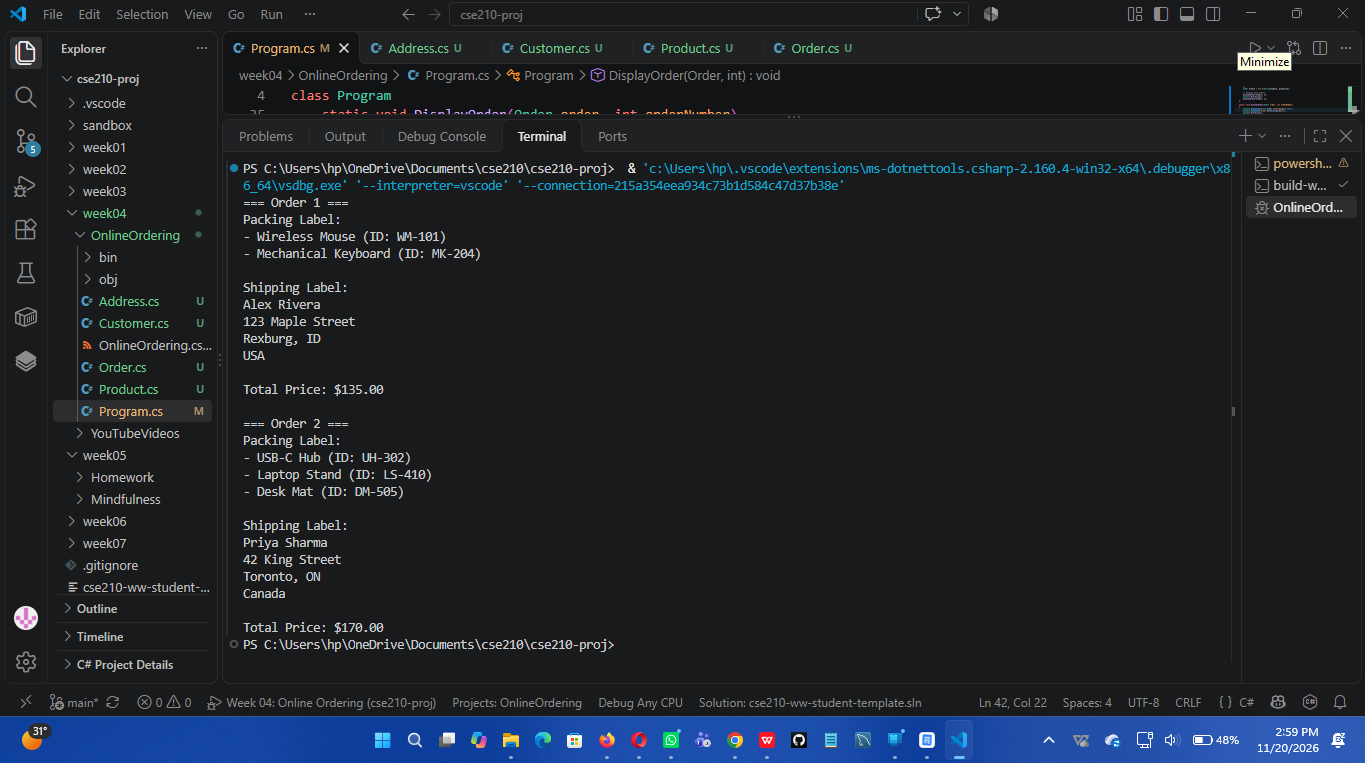 File Edit Selection View Go Run ··· cse210-proj
Explorer ···
Program.cs M Address.cs U Customer.cs U Product.cs U Order.cs U
Minimize
cse210-proj
.vscode
sandbox
week01
week02
week03
week04
OnlineOrdering
bin
obj
Address.cs U
Customer.cs U
OnlineOrdering.cs...
Order.cs U
Product.cs U
Program.cs M
YouTubeVideos
week05
Homework
Mindfulness
week06
week07
.gitignore
cse210-ww-student-...
Outline
Timeline
C# Project Details
5
week04 > OnlineOrdering > Program.cs > Program > DisplayOrder(Order, int) : void
4 class Program
static void DisplayOrder(Order order, int orderNumber)
Problems Output Debug Console Terminal Ports
PS C:\Users\hp\OneDrive\Documents\cse210\cse210-proj> & 'c:\Users\hp\.vscode\extensions\ms-dotnettools.csharp-2.160.4-win32-x64\.debugger\x8
6_64\vsdbg.exe' '--interpreter=vscode' '--connection=215a354eea934c73b1d584c47d37b38e'
=== Order 1 ===
Packing Label:
- Wireless Mouse (ID: WM-101)
- Mechanical Keyboard (ID: MK-204)
Shipping Label:
Alex Rivera
123 Maple Street
Rexburg, ID
USA
Total Price: $135.00
=== Order 2 ===
Packing Label:
- USB-C Hub (ID: UH-302)
- Laptop Stand (ID: LS-410)
- Desk Mat (ID: DM-505)
Shipping Label:
Priya Sharma
42 King Street
Toronto, ON
Canada
Total Price: $170.00
PS C:\Users\hp\OneDrive\Documents\cse210\cse210-proj>
powersh...
build-w...
OnlineOrd...
main* 0 0 Week 04: Online Ordering (cse210-proj) Projects: OnlineOrdering Debug Any CPU Solution: cse210-ww-student-template.sln Ln 42, Col 22 Spaces: 4 UTF-8 CRLF { } C#
31° 48% 2:59 PM
11/20/2026